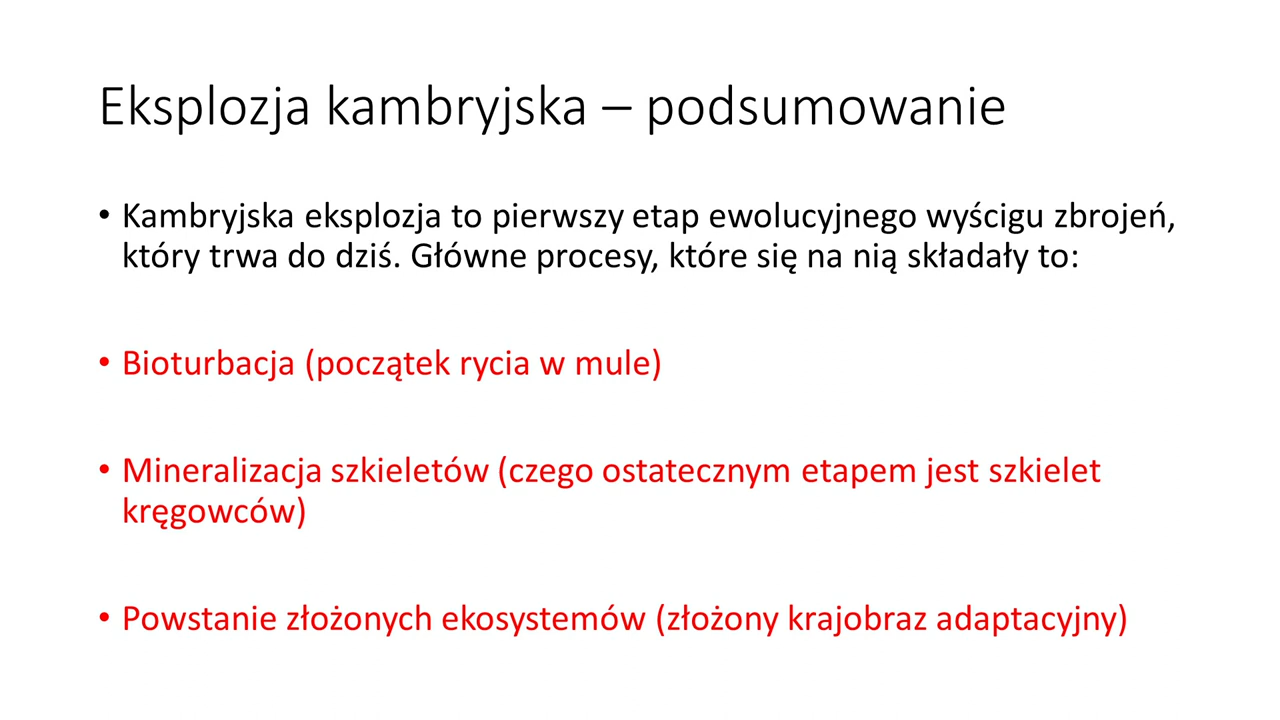 Eksplozja kambryjska – podsumowanie
• Kambryjska eksplozja to pierwszy etap ewolucyjnego wyścigu zbrojeń,
który trwa do dziś. Główne procesy, które się na nią składały to:
• Bioturbacja (początek rycia w mule)
• Mineralizacja szkieletów (czego ostatecznym etapem jest szkielet
kręgowców)
• Powstanie złożonych ekosystemów (złożony krajobraz adaptacyjny)